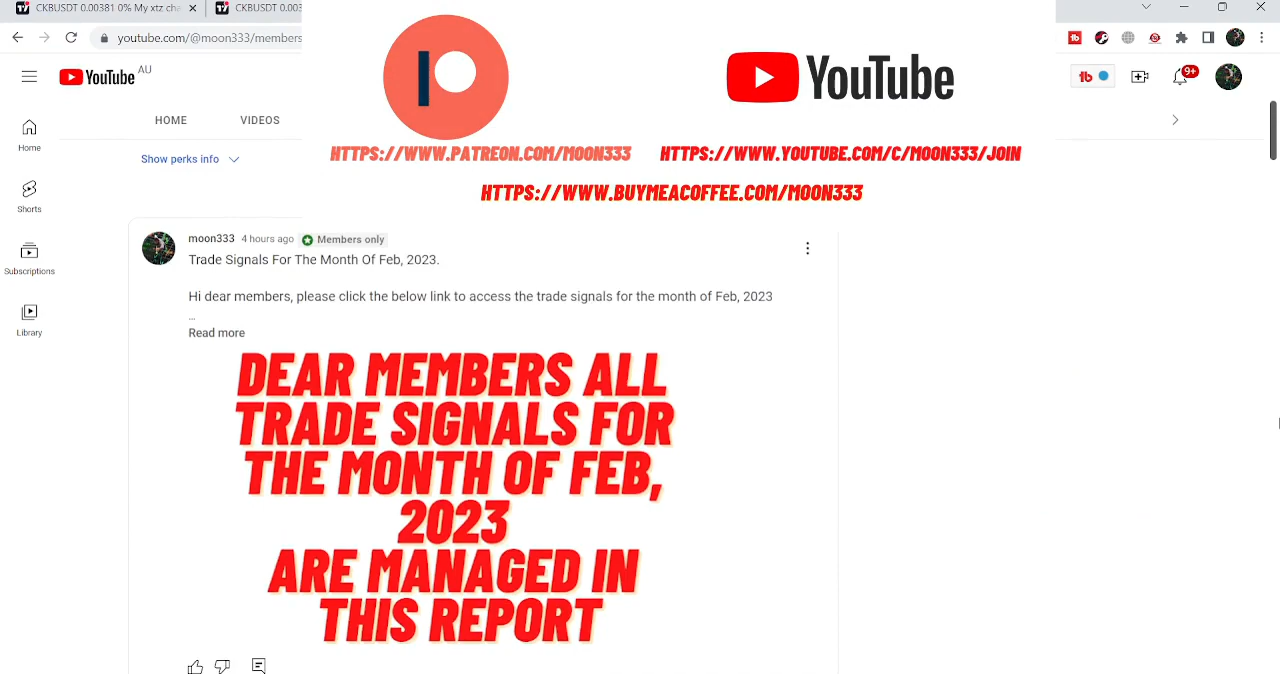 CKBUSDT 0.00381 0% My xtz cha
CKBUSDT 0.003
youtube.com/@moon333/members
YouTube AU
YouTube
HTTPS://WWW.PATREON.COM/MOON333
HTTPS://WWW.YOUTUBE.COM/C/MOON333/JOIN
HTTPS://WWW.BUYMEACOFFEE.COM/MOON333
9+
HOME
VIDEOS
Home
Shorts
Subscriptions
Library
Show perks info
moon333 4 hours ago Members only
Trade Signals For The Month Of Feb, 2023.
Hi dear members, please click the below link to access the trade signals for the month of Feb, 2023
...
Read more
DEAR MEMBERS ALL
TRADE SIGNALS FOR
THE MONTH OF FEB,
2023
ARE MANAGED IN
THIS REPORT